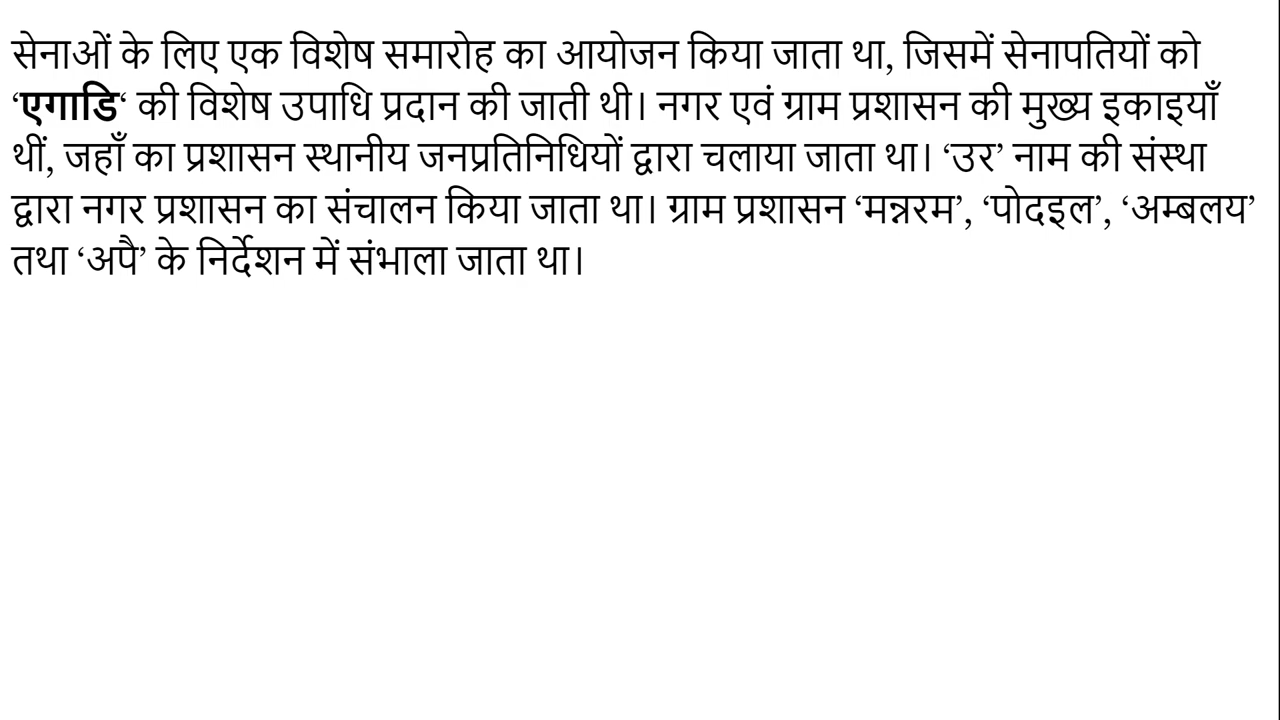 सेनाओं के लिए एक विशेष समारोह का आयोजन किया जाता था, जिसमें सेनापतियों को
‘एगाडि‘ की विशेष उपाधि प्रदान की जाती थी। नगर एवं ग्राम प्रशासन की मुख्य इकाइयाँ
थीं, जहाँ का प्रशासन स्थानीय जनप्रतिनिधियों द्वारा चलाया जाता था। ‘उर’ नाम की संस्था
द्वारा नगर प्रशासन का संचालन किया जाता था। ग्राम प्रशासन ‘मन्नरम’, ‘पोदइल’, ‘अम्बलय’
तथा ‘अपै’ के निर्देशन में संभाला जाता था।